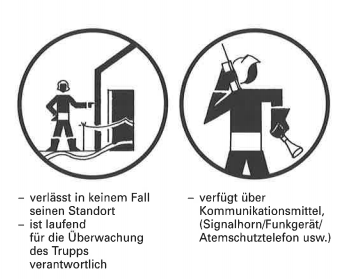 – verlässt in keinem Fall
seinen Standort
– ist laufend
für die Überwachung
des Trupps
verantwortlich
– verfügt über
Kommunikationsmittel,
(Signalhorn/Funkgerät/
Atemschutztelefon usw.)